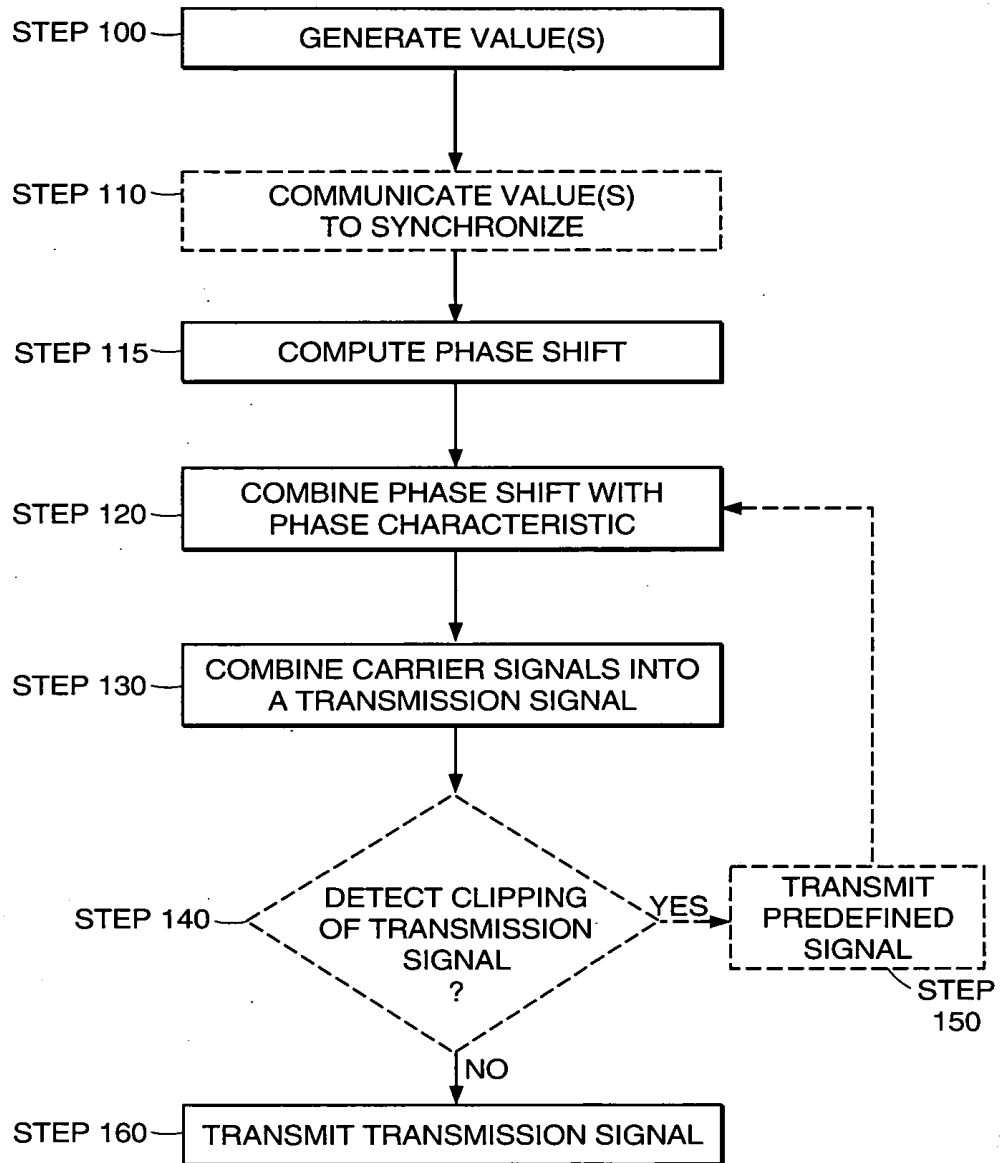 STEP 100
GENERATE VALUE(S)
STEP 110
COMMUNICATE VALUE(S)
TO SYNCHRONIZE
STEP 115
COMPUTE PHASE SHIFT
STEP 120
COMBINE PHASE SHIFT WITH
PHASE CHARACTERISTIC
STEP 130
COMBINE CARRIER SIGNALS INTO
A TRANSMISSION SIGNAL
STEP 140
DETECT CLIPPING
OF TRANSMISSION
SIGNAL
?
YES
TRANSMIT
PREDEFINED
SIGNAL
STEP
150
NO
STEP 160
TRANSMIT TRANSMISSION SIGNAL